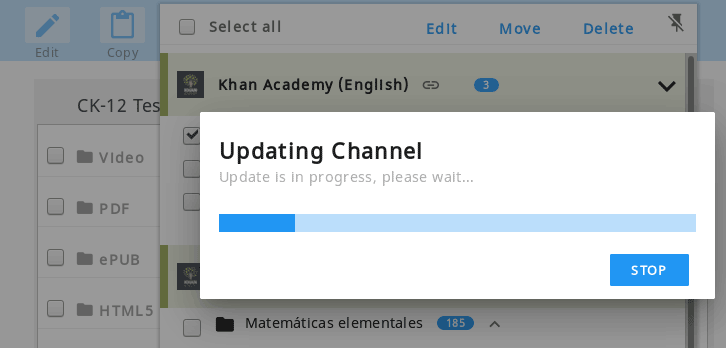 Select all
Edit Move Delete
Edit Copy
Khan Academy (English) 3
CK-12 Tes
Updating Channel
Update is in progress, please wait...
Video
PDF
STOP
ePUB
HTML5
Matemáticas elementales 185